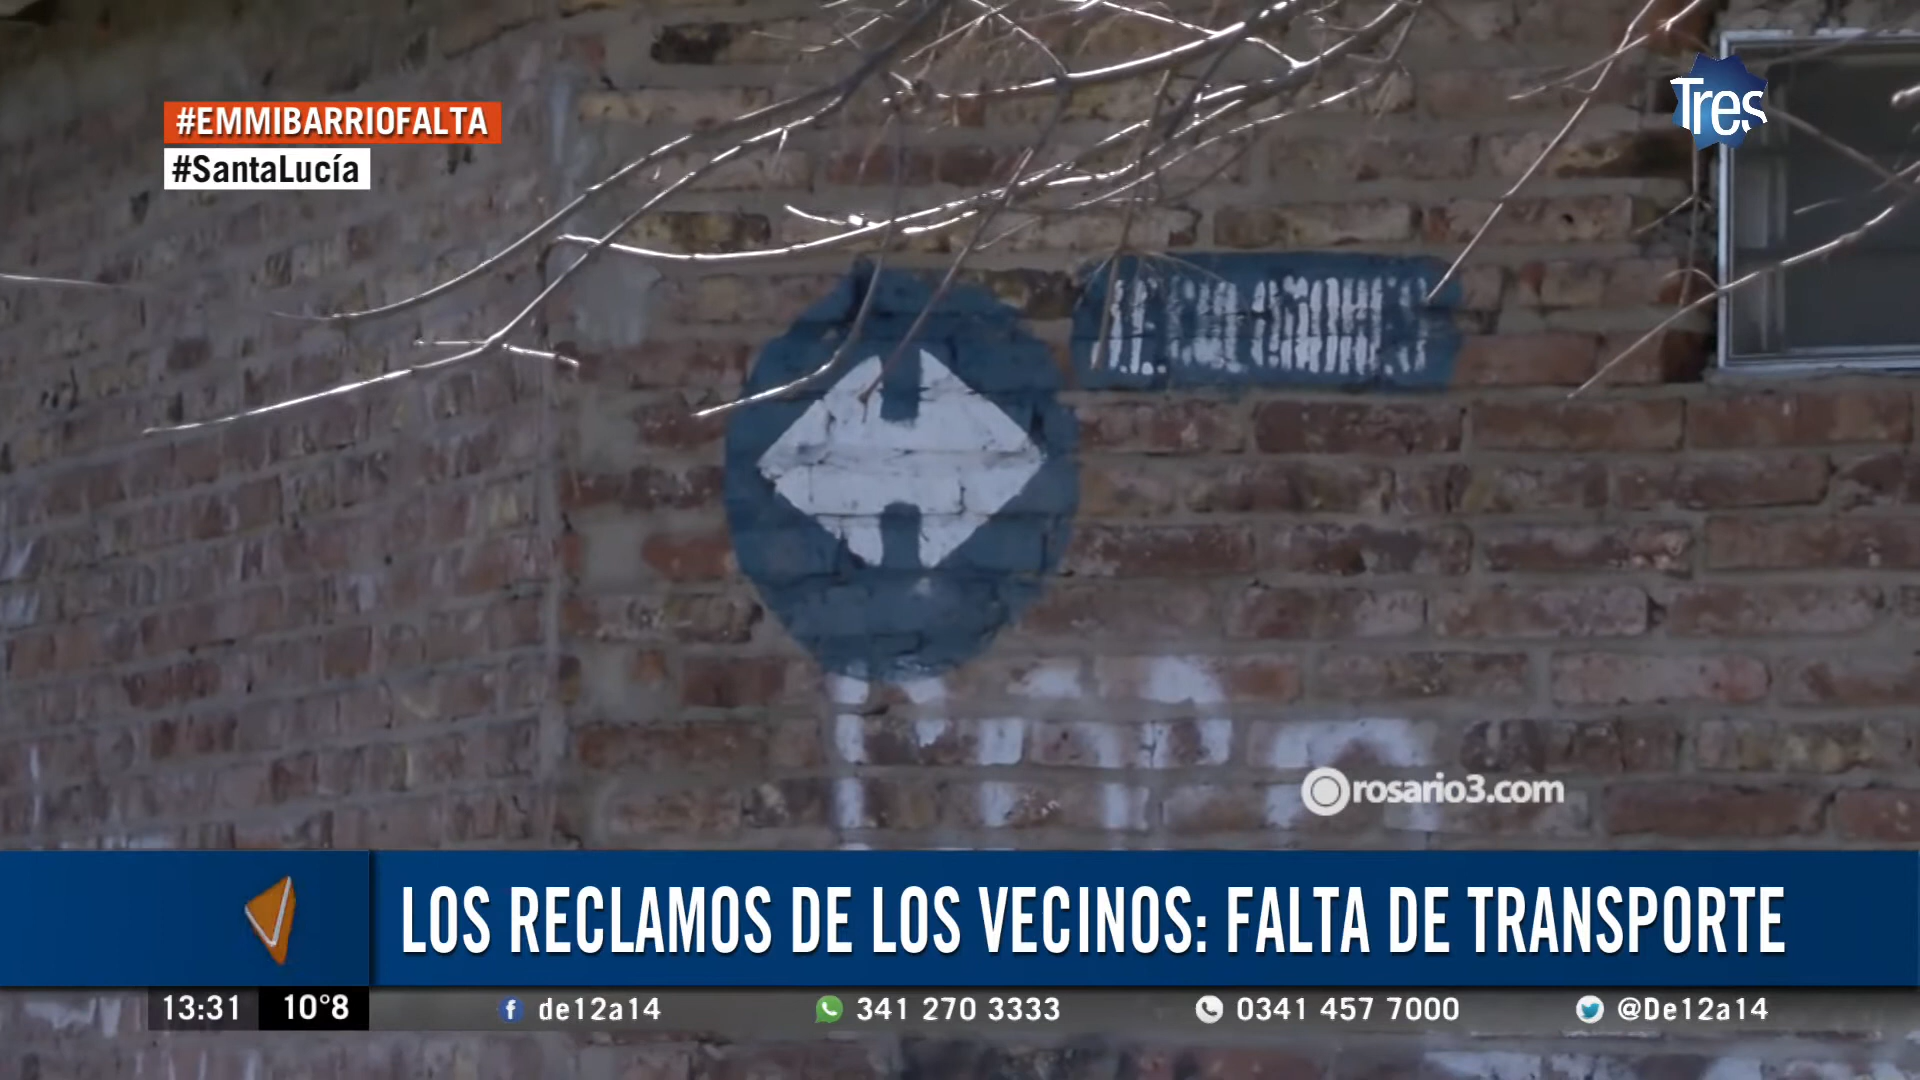 #EMMIBARRIOFALTA
#SantaLucía
Tres
rosario3.com
LOS RECLAMOS DE LOS VECINOS: FALTA DE TRANSPORTE
13:31 10°8 de12a14 341 270 3333 0341 457 7000 @De12a14